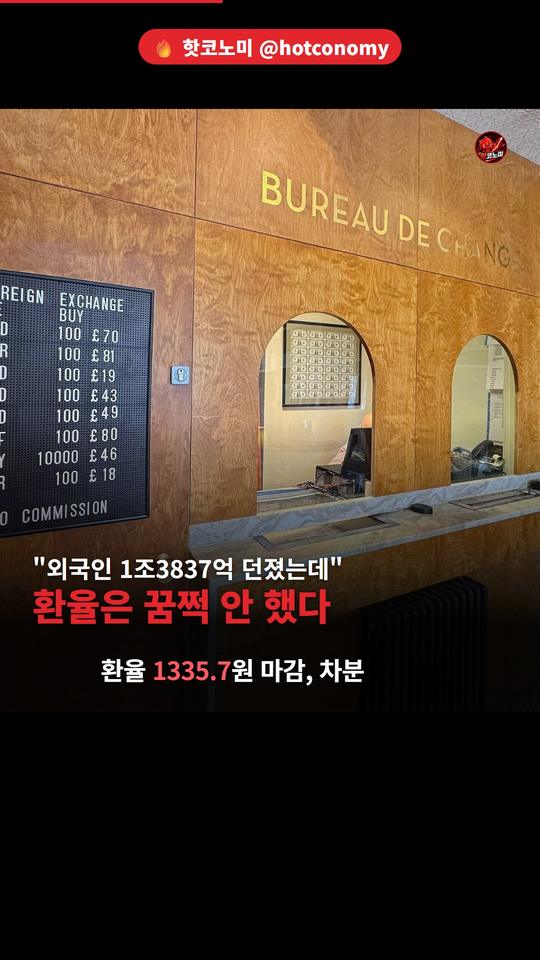 핫코노미 @hotconomy
코노미
BUREAU DE CHANG
REIGN EXCHANGE
E BUY
D 100 £70
R 100 £81
D 100 £19
D 100 £43
D 100 £49
F 100 £80
Y 10000 £46
R 100 £18
O COMMISSION
"외국인 1조3837억 던졌는데"
환율은 꿈쩍 안 했다
환율 1335.7원 마감, 차분